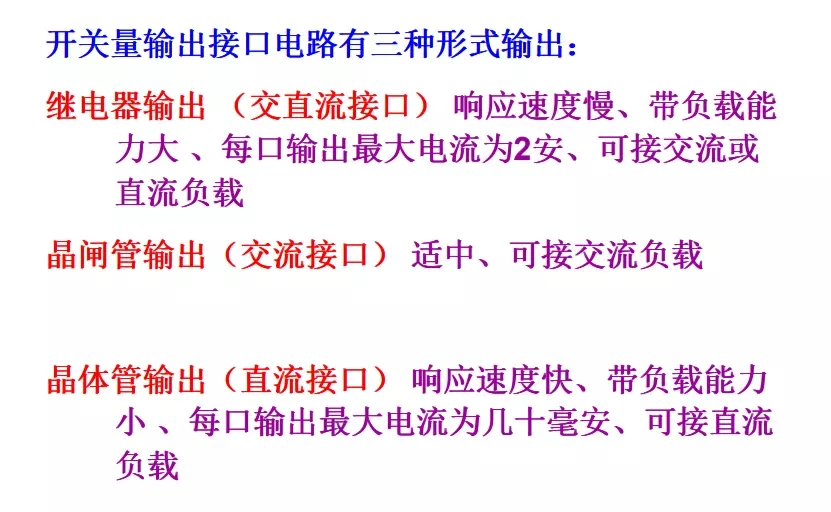 开关量输出接口电路有三种形式输出：
继电器输出 （交直流接口） 响应速度慢、带负载能
力大 、每口输出最大电流为2安、可接交流或
直流负载
晶闸管输出（交流接口） 适中、可接交流负载
晶体管输出（直流接口） 响应速度快、带负载能力
小 、每口输出最大电流为几十毫安、可接直流
负载